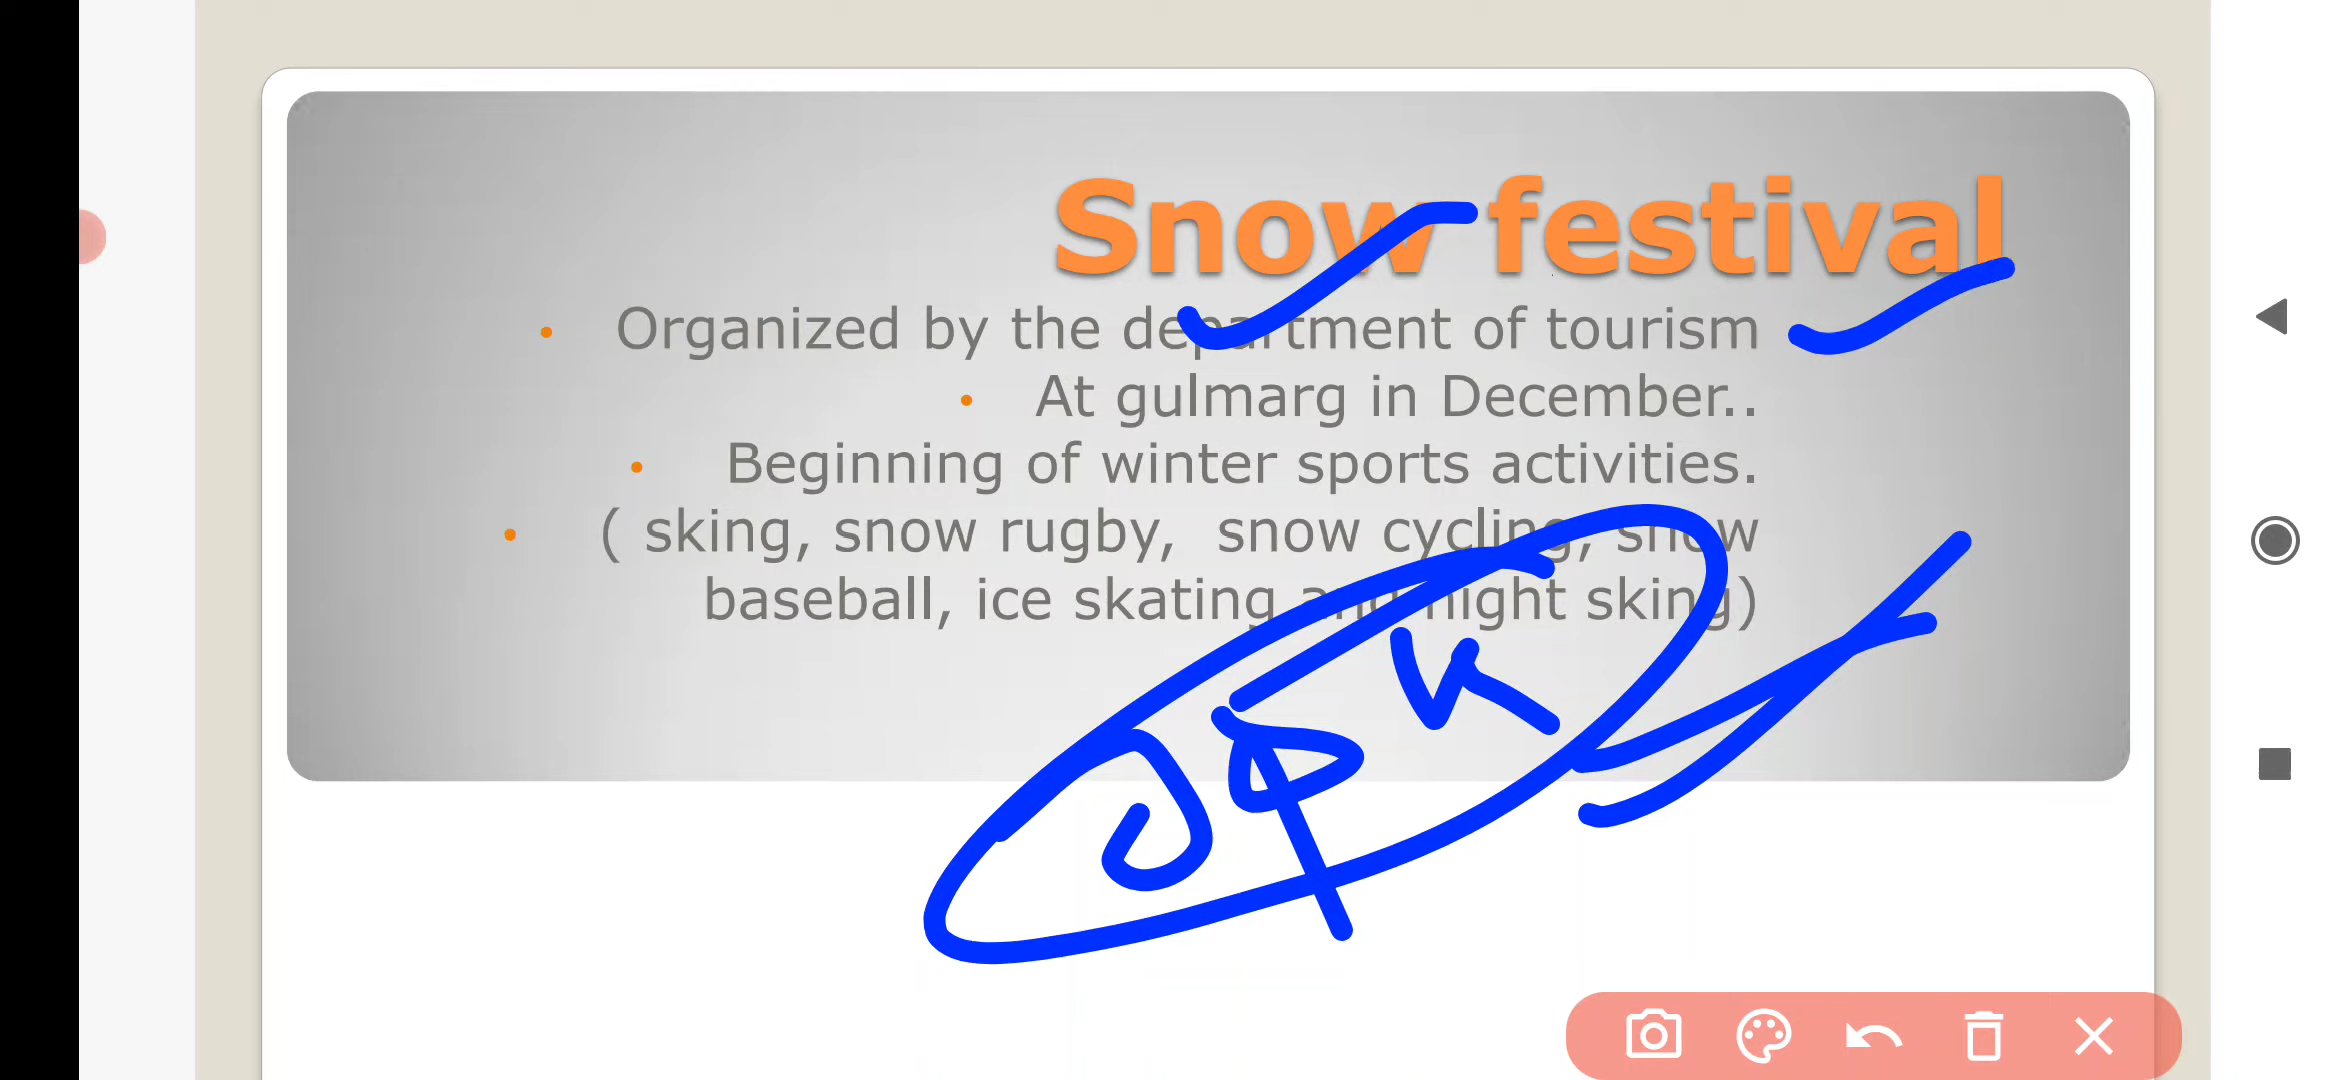 Snow festival
• Organized by the department of tourism
• At gulmarg in December..
• Beginning of winter sports activities.
• ( sking, snow rugby,  snow cycling, snow
baseball, ice skating and night sking)
J & K